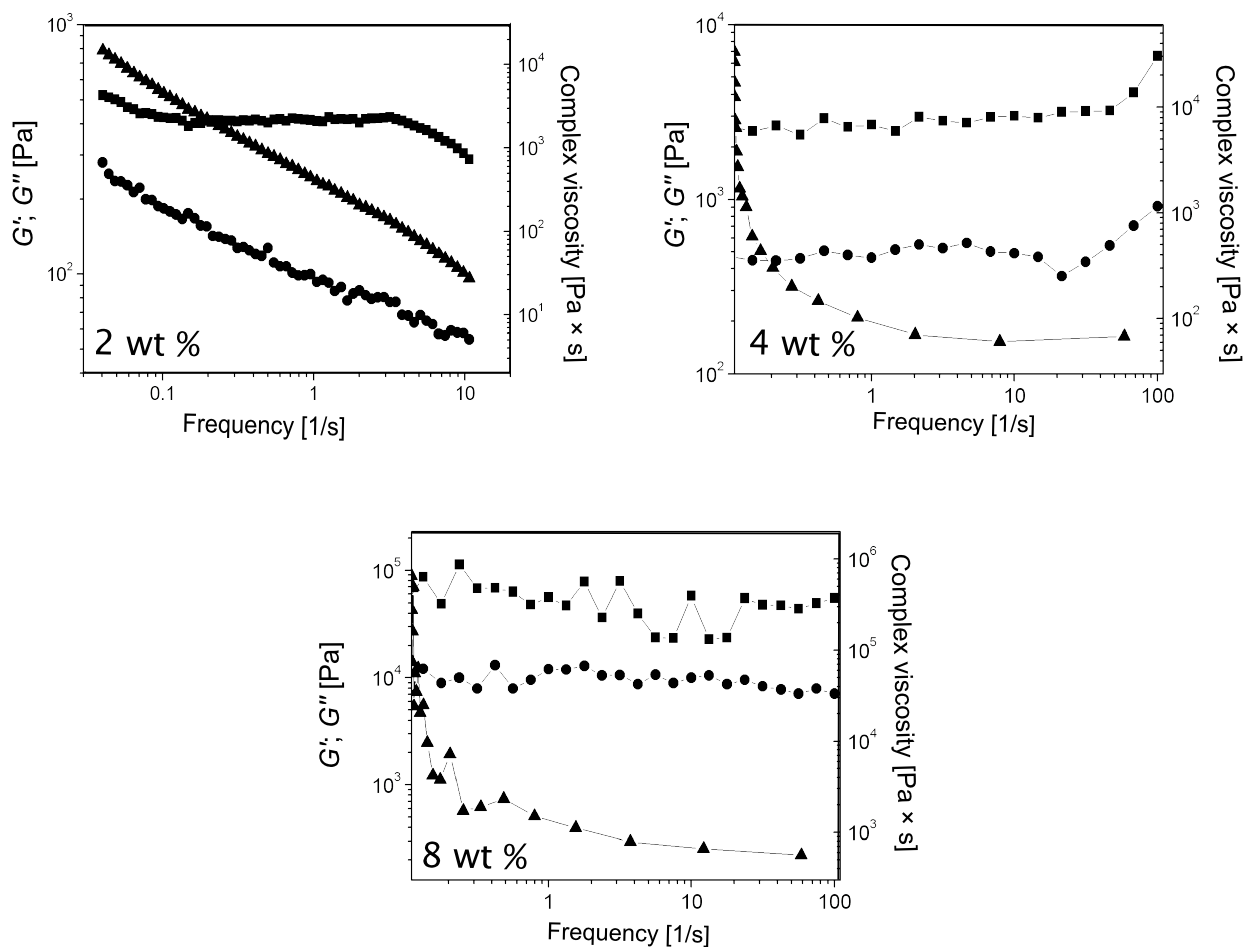 10³
10²
G'; G" [Pa]
10⁴
10³
10²
10¹
Complex viscosity [Pa × s]
2 wt %
0.1 1 10
Frequency [1/s]
10⁴
10³
10²
G'; G" [Pa]
10⁴
10³
10²
Complex viscosity [Pa × s]
4 wt %
1 10 100
Frequency [1/s]
10⁵
10⁴
10³
G'; G" [Pa]
10⁶
10⁵
10⁴
10³
Complex viscosity [Pa × s]
8 wt %
1 10 100
Frequency [1/s]